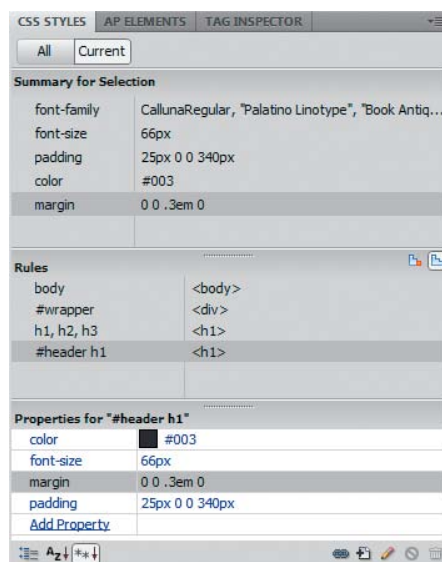 CSS STYLES AP ELEMENTS TAG INSPECTOR
All Current
Summary for Selection
font-family CallunaRegular, "Palatino Linotype", "Book Antiq...
font-size 66px
padding 25px 0 0 340px
color #003
margin 0 0 .3em 0
Rules
body <body>
#wrapper <div>
h1, h2, h3 <h1>
#header h1 <h1>
Properties for "#header h1"
color #003
font-size 66px
margin 0 0 .3em 0
padding 25px 0 0 340px
Add Property
AZ↓ **↓